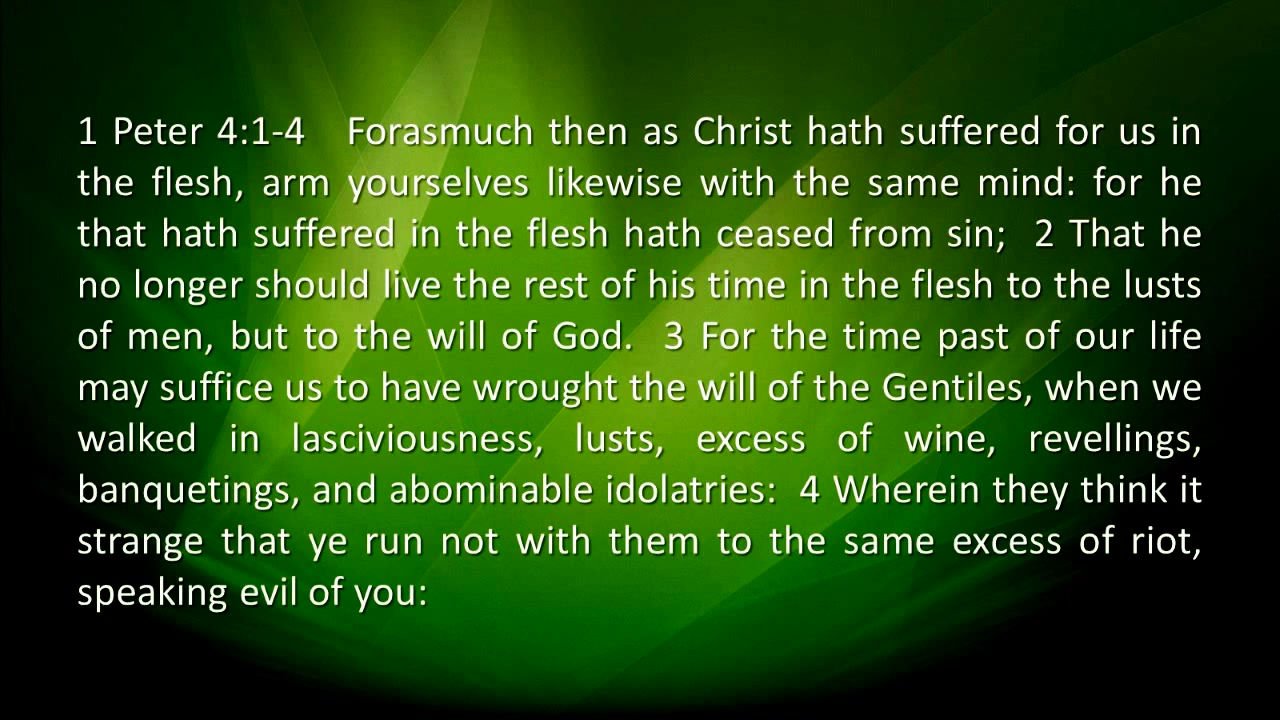 1 Peter 4:1-4   Forasmuch then as Christ hath suffered for us in
the flesh, arm yourselves likewise with the same mind: for he
that hath suffered in the flesh hath ceased from sin;  2 That he
no longer should live the rest of his time in the flesh to the lusts
of men, but to the will of God.  3 For the time past of our life
may suffice us to have wrought the will of the Gentiles, when we
walked in lasciviousness, lusts, excess of wine, revellings,
banquetings, and abominable idolatries:  4 Wherein they think it
strange that ye run not with them to the same excess of riot,
speaking evil of you: